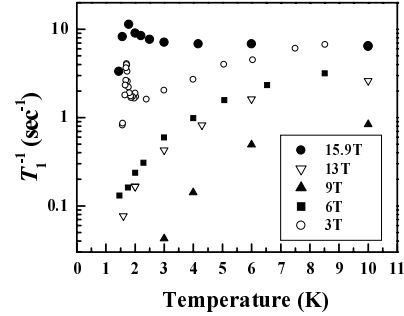 10
1
0.1
T₁⁻¹ (sec⁻¹)
15.9T
13T
9T
6T
3T
0 1 2 3 4 5 6 7 8 9 10 11
Temperature (K)